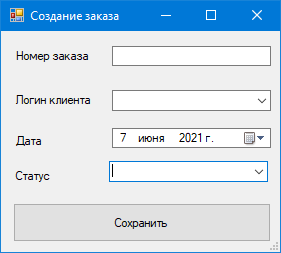 Создание заказа
Номер заказа
Логин клиента
Дата 7 июня 2021 г.
Статус
Сохранить